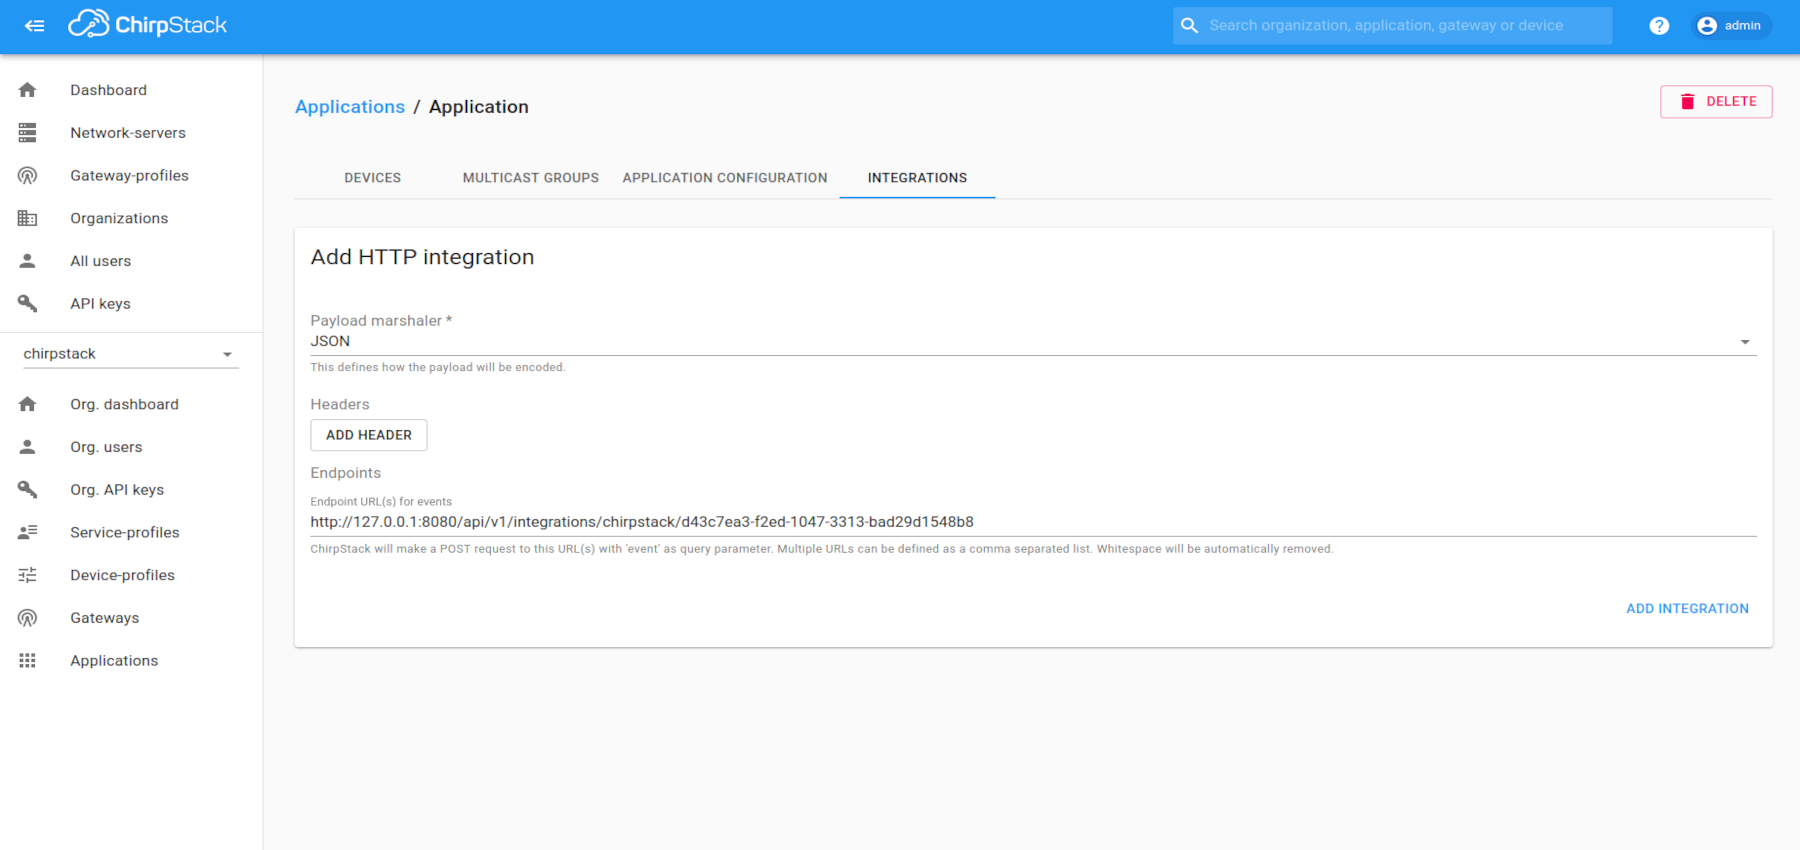 ChirpStack
Search organization, application, gateway or device
? admin
Dashboard
Network-servers
Gateway-profiles
Organizations
All users
API keys
chirpstack
Org. dashboard
Org. users
Org. API keys
Service-profiles
Device-profiles
Gateways
Applications
Applications / Application
DELETE
DEVICES MULTICAST GROUPS APPLICATION CONFIGURATION INTEGRATIONS
Add HTTP integration
Payload marshaler *
JSON
This defines how the payload will be encoded.
Headers
ADD HEADER
Endpoints
Endpoint URL(s) for events
http://127.0.0.1:8080/api/v1/integrations/chirpstack/d43c7ea3-f2ed-1047-3313-bad29d1548b8
ChirpStack will make a POST request to this URL(s) with 'event' as query parameter. Multiple URLs can be defined as a comma separated list. Whitespace will be automatically removed.
ADD INTEGRATION